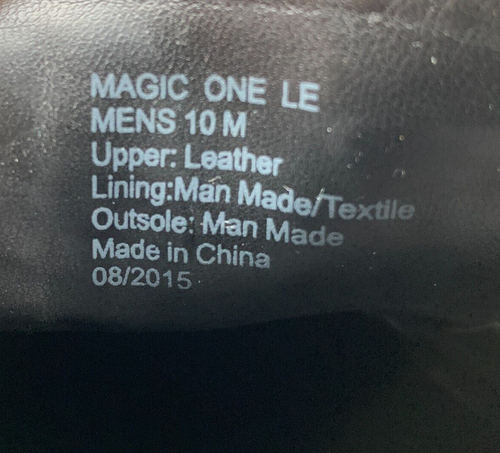 MAGIC ONE LE
MENS 10 M
Upper: Leather
Lining:Man Made/Textile
Outsole: Man Made
Made in China
08/2015